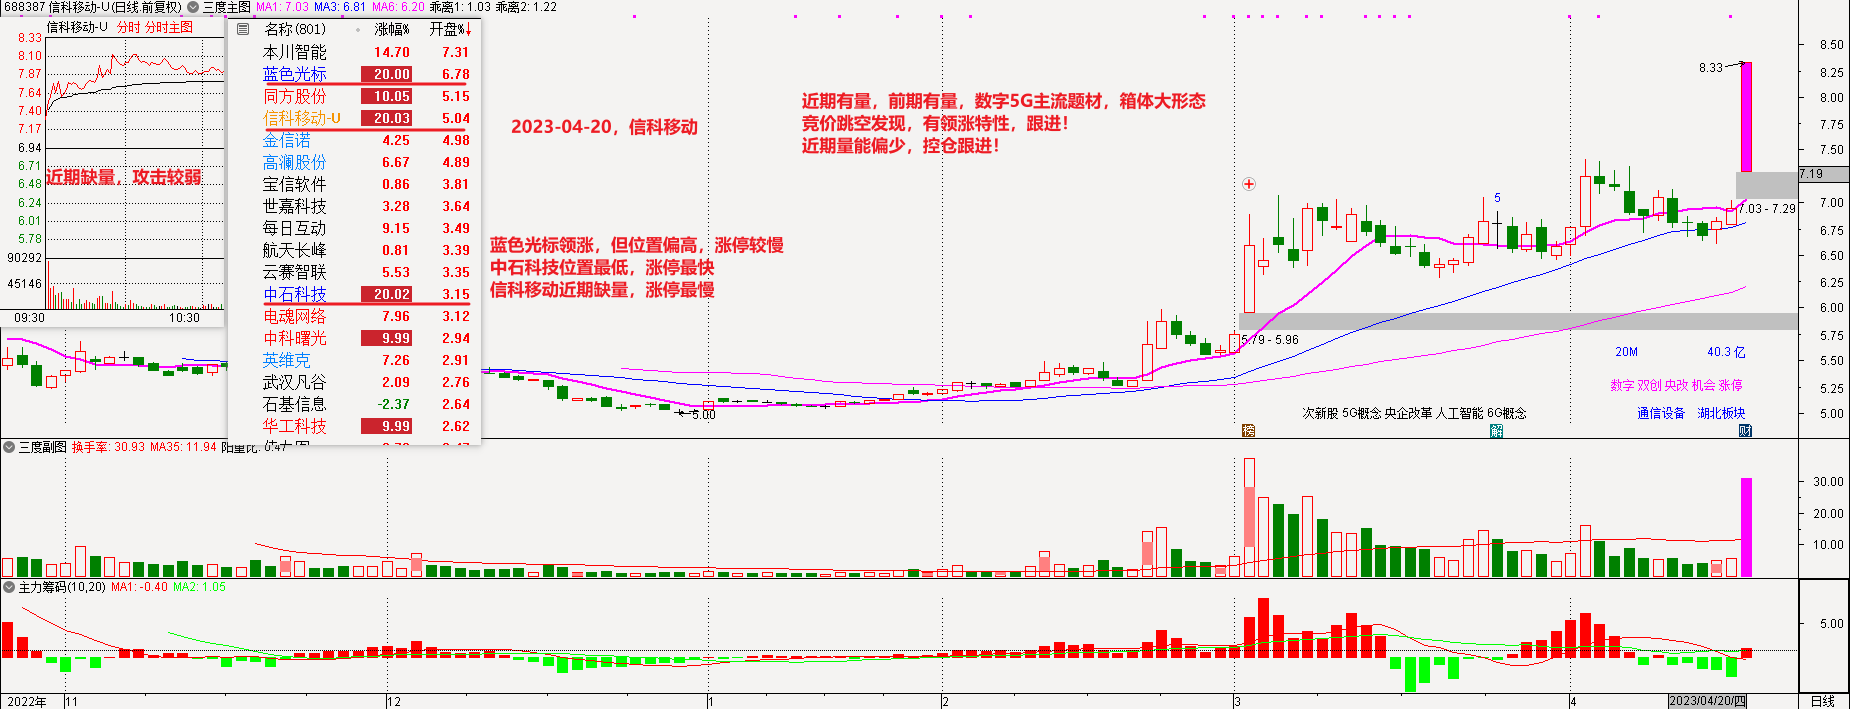 688387 信科移动-U(日线.前复权) 三度主图 MA1: 7.03 MA3: 6.81 MA6: 6.20 乖离1: 1.03 乖离2: 1.22
信科移动-U 分时 分时主图
8.33
8.10
7.87
7.64
7.40
7.17
6.94
6.71
6.48
6.24
6.01
5.78
90292
45146
09:30 10:30
近期缺量，攻击较弱
名称(801) 涨幅% 开盘%↓
本川智能 14.70 7.31
蓝色光标 20.00 6.78
同方股份 10.05 5.15
信科移动-U 20.03 5.04
金信诺 4.25 4.98
高澜股份 6.67 4.89
宝信软件 0.86 3.81
世嘉科技 3.28 3.64
每日互动 9.15 3.49
航天长峰 0.81 3.39
云赛智联 5.53 3.35
中石科技 20.02 3.15
电魂网络 7.96 3.12
中科曙光 9.99 2.94
英维克 7.26 2.91
武汉凡谷 2.09 2.76
石基信息 -2.37 2.64
华工科技 9.99 2.62
2023-04-20，信科移动
近期有量，前期有量，数字5G主流题材，箱体大形态
竞价跳空发现，有领涨特性，跟进！
近期量能偏少，控仓跟进！
蓝色光标领涨，但位置偏高，涨停较慢
中石科技位置最低，涨停最快
信科移动近期缺量，涨停最慢
8.33
5
7.03 - 7.29
5.79 - 5.96
5.00
20M 40.3 亿
数字 双创 央改 机会 涨停
次新股 5G概念 央企改革 人工智能 6G概念
通信设备 湖北板块
榜
解
财
8.50
8.25
8.00
7.75
7.50
7.19
7.00
6.75
6.50
6.25
6.00
5.75
5.50
5.25
5.00
三度副图 换手率: 30.93 MA35: 11.94 阳量比: 0.47
30.00
20.00
10.00
主力筹码(10,20) MA1: -0.40 MA2: 1.05
5.00
2022年 11 12 1 2 3 4 2023/04/20/四 日线